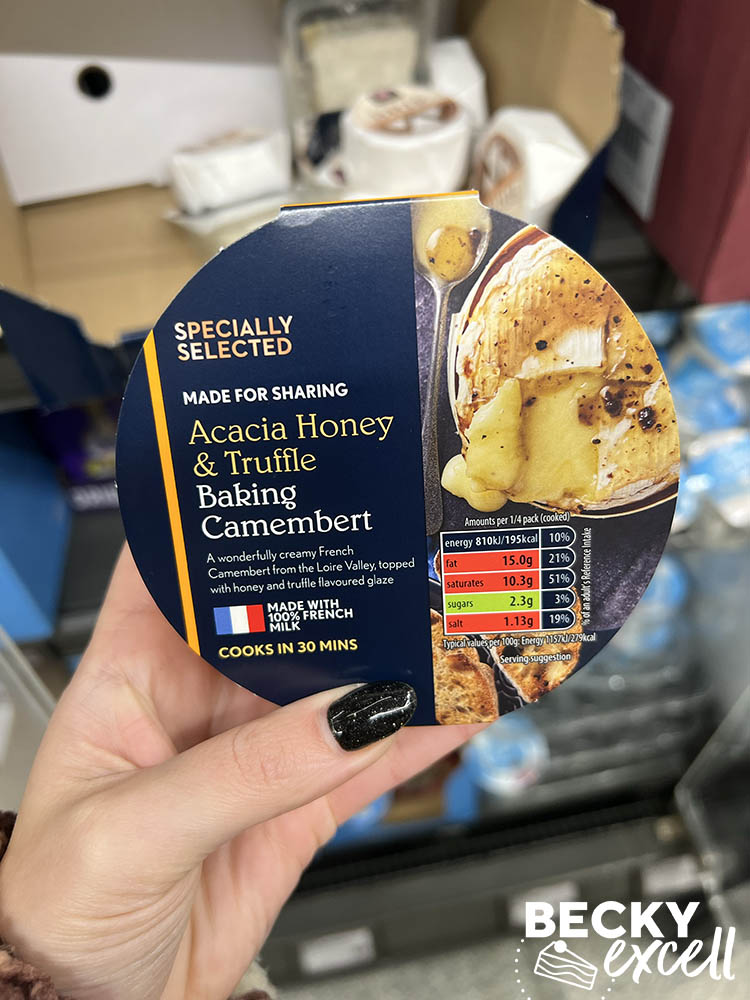 SPECIALLY
SELECTED
MADE FOR SHARING
Acacia Honey
& Truffle
Baking
Camembert
A wonderfully creamy French
Camembert from the Loire Valley, topped
with honey and truffle flavoured glaze
MADE WITH
100% FRENCH
MILK
COOKS IN 30 MINS
Amounts per 1/4 pack (cooked)
energy 810kJ/195kcal 10%
fat 15.0g 21%
saturates 10.3g 51%
sugars 2.3g 3%
salt 1.13g 19%
% of an adult's Reference Intake
Typical values per 100g: Energy 1157kJ/279kcal
Serving suggestion
BECKY
excell